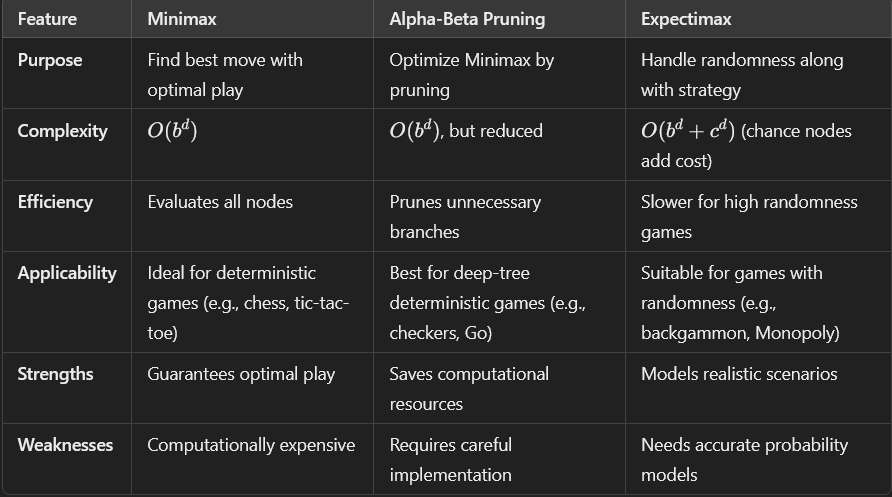 Feature Minimax Alpha-Beta Pruning Expectimax
Purpose Find best move with Optimize Minimax by Handle randomness along
optimal play pruning with strategy
Complexity O(b^d) O(b^d), but reduced O(b^d + c^d) (chance nodes
add cost)
Efficiency Evaluates all nodes Prunes unnecessary Slower for high randomness
branches games
Applicability Ideal for deterministic Best for deep-tree Suitable for games with
games (e.g., chess, tic-tac- deterministic games (e.g., randomness (e.g.,
toe) checkers, Go) backgammon, Monopoly)
Strengths Guarantees optimal play Saves computational Models realistic scenarios
resources
Weaknesses Computationally expensive Requires careful Needs accurate probability
implementation models